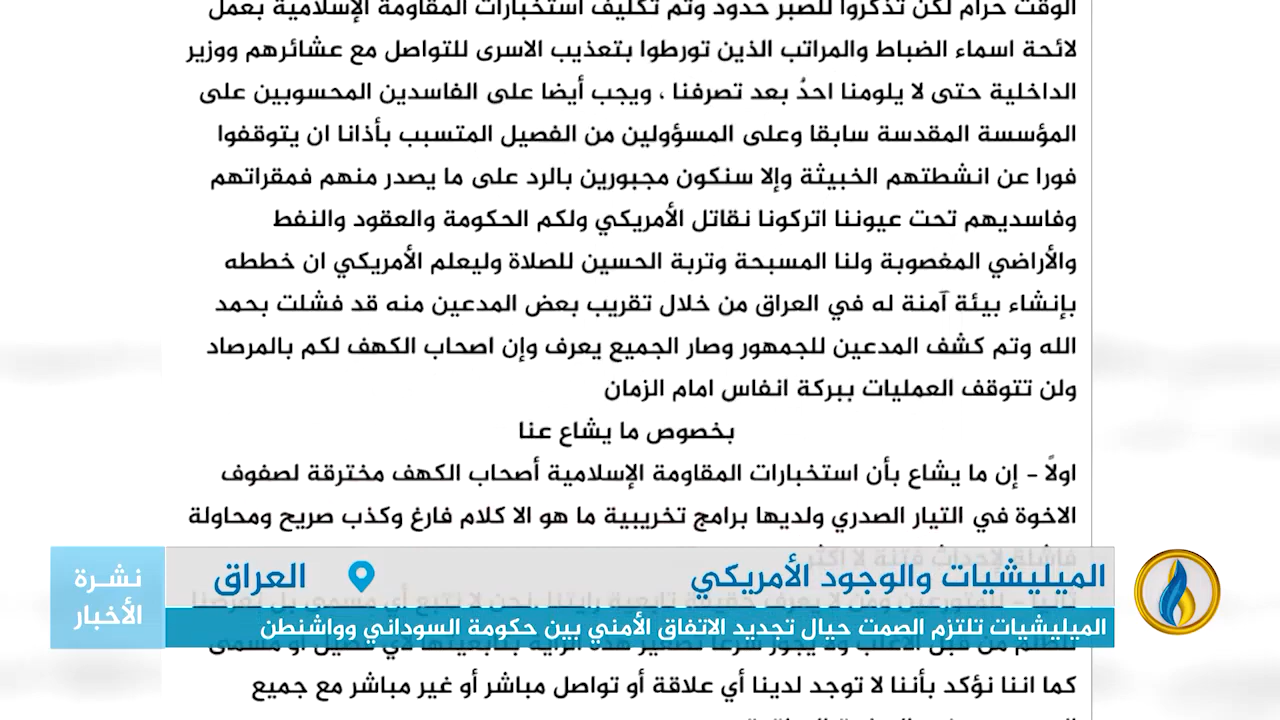 الوقت حرام لكن تذكروا للصبر حدود وتم تكليف استخبارات المقاومة الإسلامية بعمل
لائحة اسماء الضباط والمراتب الذين تورطوا بتعذيب الاسرى للتواصل مع عشائرهم ووزير
الداخلية حتى لا يلومنا احدُ بعد تصرفنا ، ويجب أيضا على الفاسدين المحسوبين على
المؤسسة المقدسة سابقا وعلى المسؤولين من الفصيل المتسبب بأذانا ان يتوقفوا
فورا عن انشطتهم الخبيثة وإلا سنكون مجبورين بالرد على ما يصدر منهم فمقراتهم
وفاسديهم تحت عيوننا اتركونا نقاتل الأمريكي ولكم الحكومة والعقود والنفط
والأراضي المغصوبة ولنا المسبحة وتربة الحسين للصلاة وليعلم الأمريكي ان خططه
بإنشاء بيئة آمنة له في العراق من خلال تقريب بعض المدعين منه قد فشلت بحمد
الله وتم كشف المدعين للجمهور وصار الجميع يعرف وإن اصحاب الكهف لكم بالمرصاد
ولن تتوقف العمليات ببركة انفاس امام الزمان
بخصوص ما يشاع عنا
اولاً - إن ما يشاع بأن استخبارات المقاومة الإسلامية أصحاب الكهف مخترقة لصفوف
الاخوة في التيار الصدري ولديها برامج تخريبية ما هو الا كلام فارغ وكذب صريح ومحاولة
فاشلة لإحداث فتنة لا اكثر
الميليشيات والوجود الأمريكي
العراق
نشرة
الأخبار
الميليشيات تلتزم الصمت حيال تجديد الاتفاق الأمني بين حكومة السوداني وواشنطن
كما اننا نؤكد بأننا لا توجد لدينا أي علاقة أو تواصل مباشر أو غير مباشر مع جميع